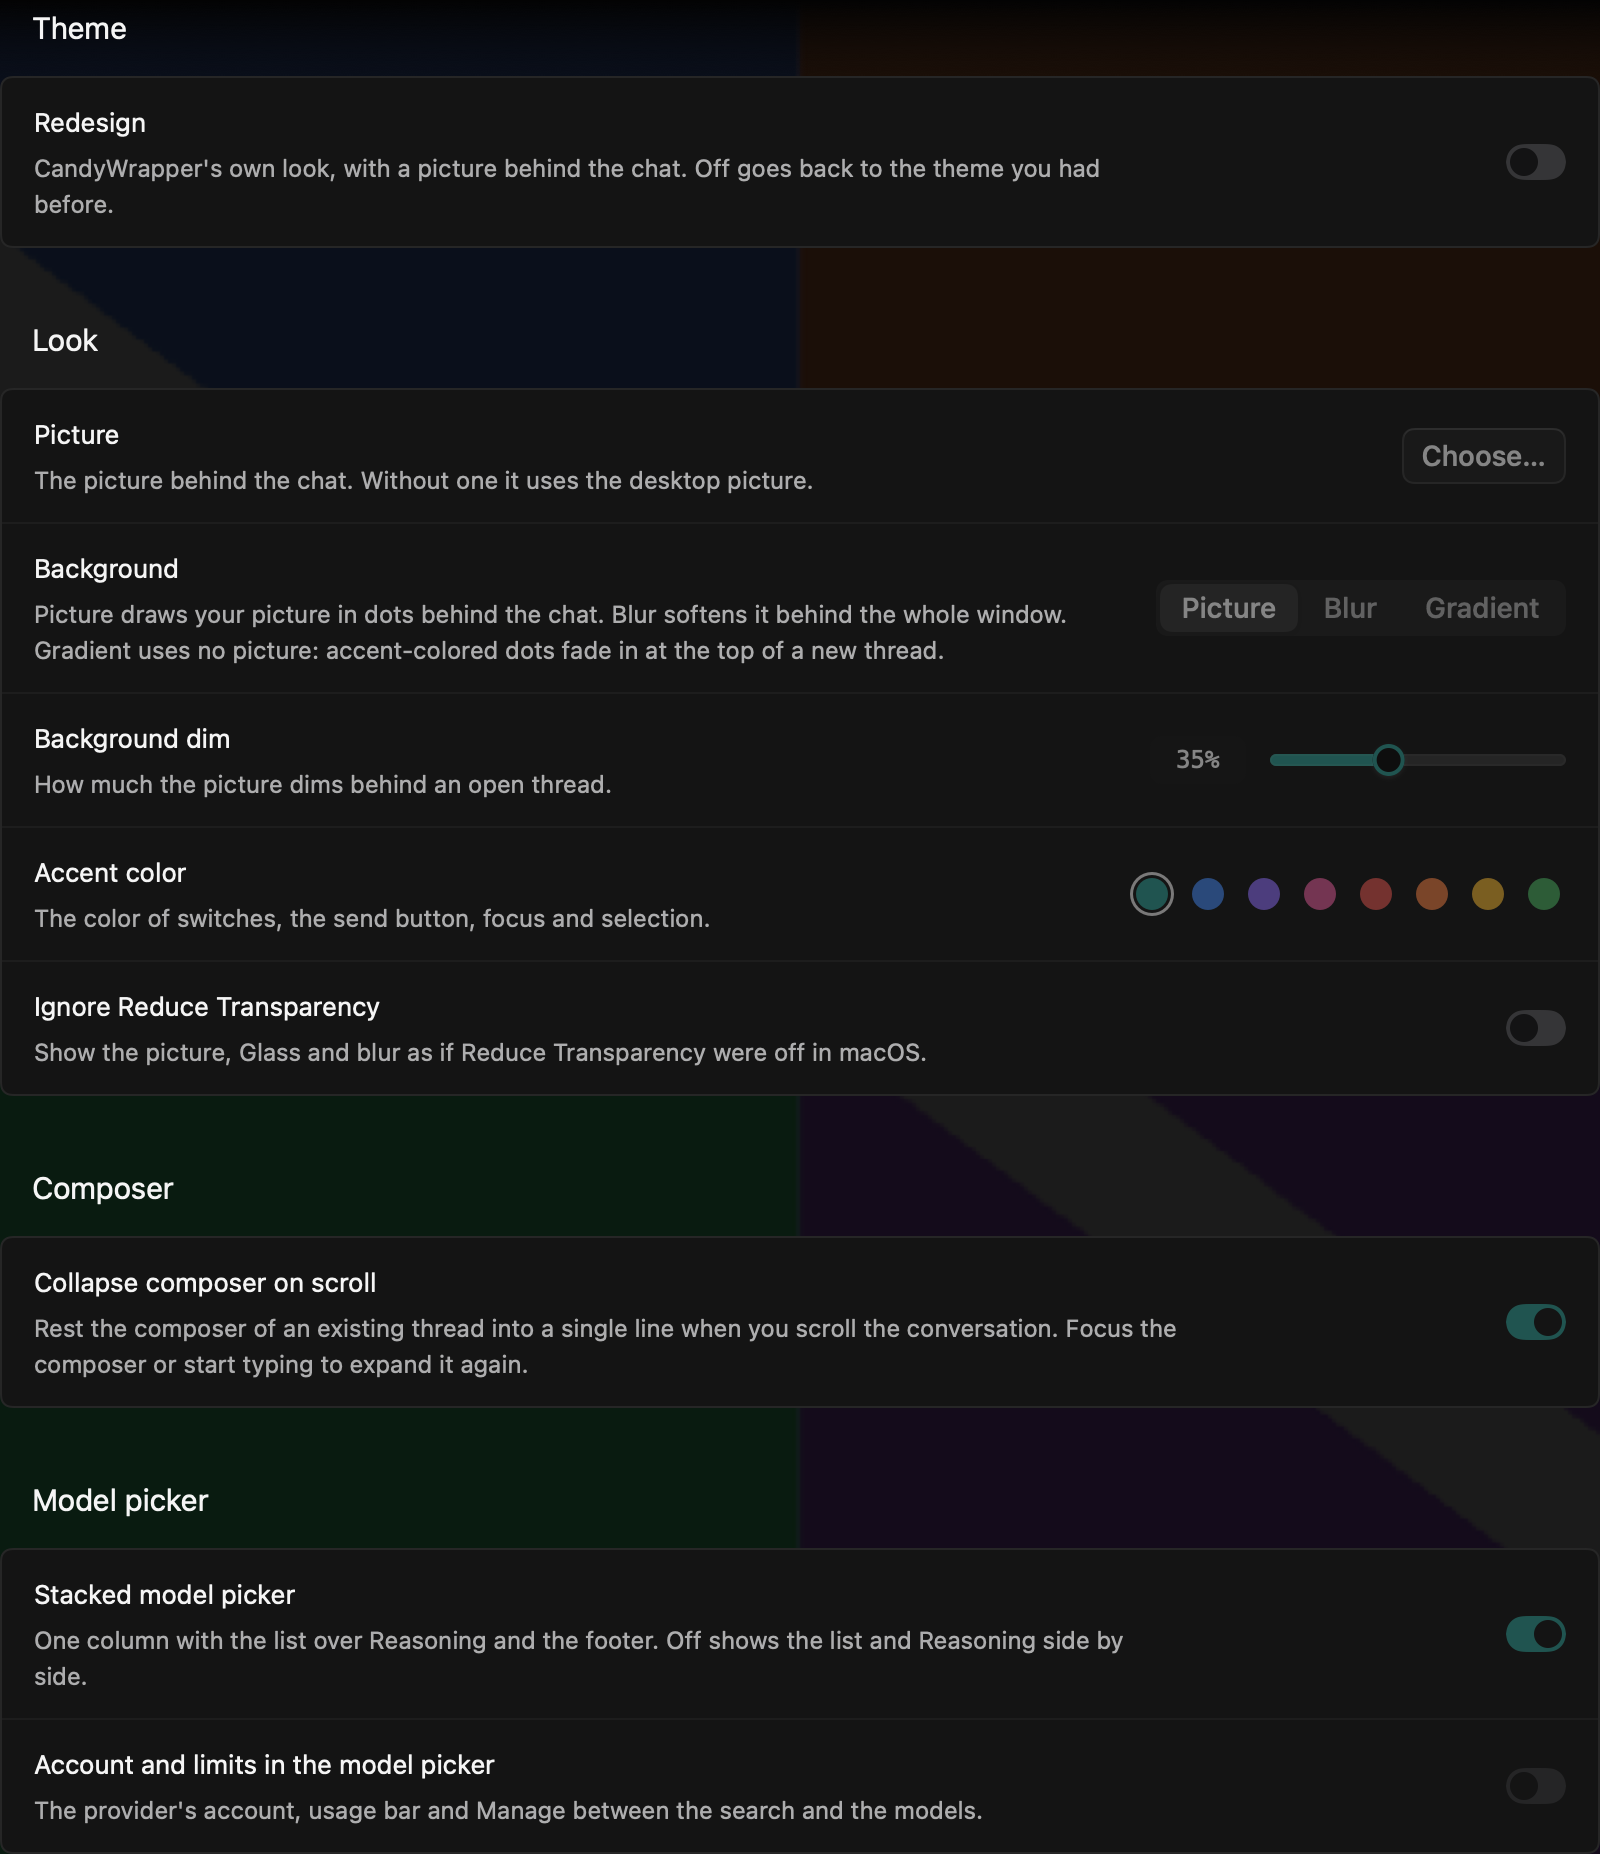 Theme
Redesign
CandyWrapper's own look, with a picture behind the chat. Off goes back to the theme you had
before.
Look
Picture
The picture behind the chat. Without one it uses the desktop picture.
Choose...
Background
Picture draws your picture in dots behind the chat. Blur softens it behind the whole window.
Gradient uses no picture: accent-colored dots fade in at the top of a new thread.
Picture Blur Gradient
Background dim
How much the picture dims behind an open thread.
35%
Accent color
The color of switches, the send button, focus and selection.
Ignore Reduce Transparency
Show the picture, Glass and blur as if Reduce Transparency were off in macOS.
Composer
Collapse composer on scroll
Rest the composer of an existing thread into a single line when you scroll the conversation. Focus the
composer or start typing to expand it again.
Model picker
Stacked model picker
One column with the list over Reasoning and the footer. Off shows the list and Reasoning side by
side.
Account and limits in the model picker
The provider's account, usage bar and Manage between the search and the models.